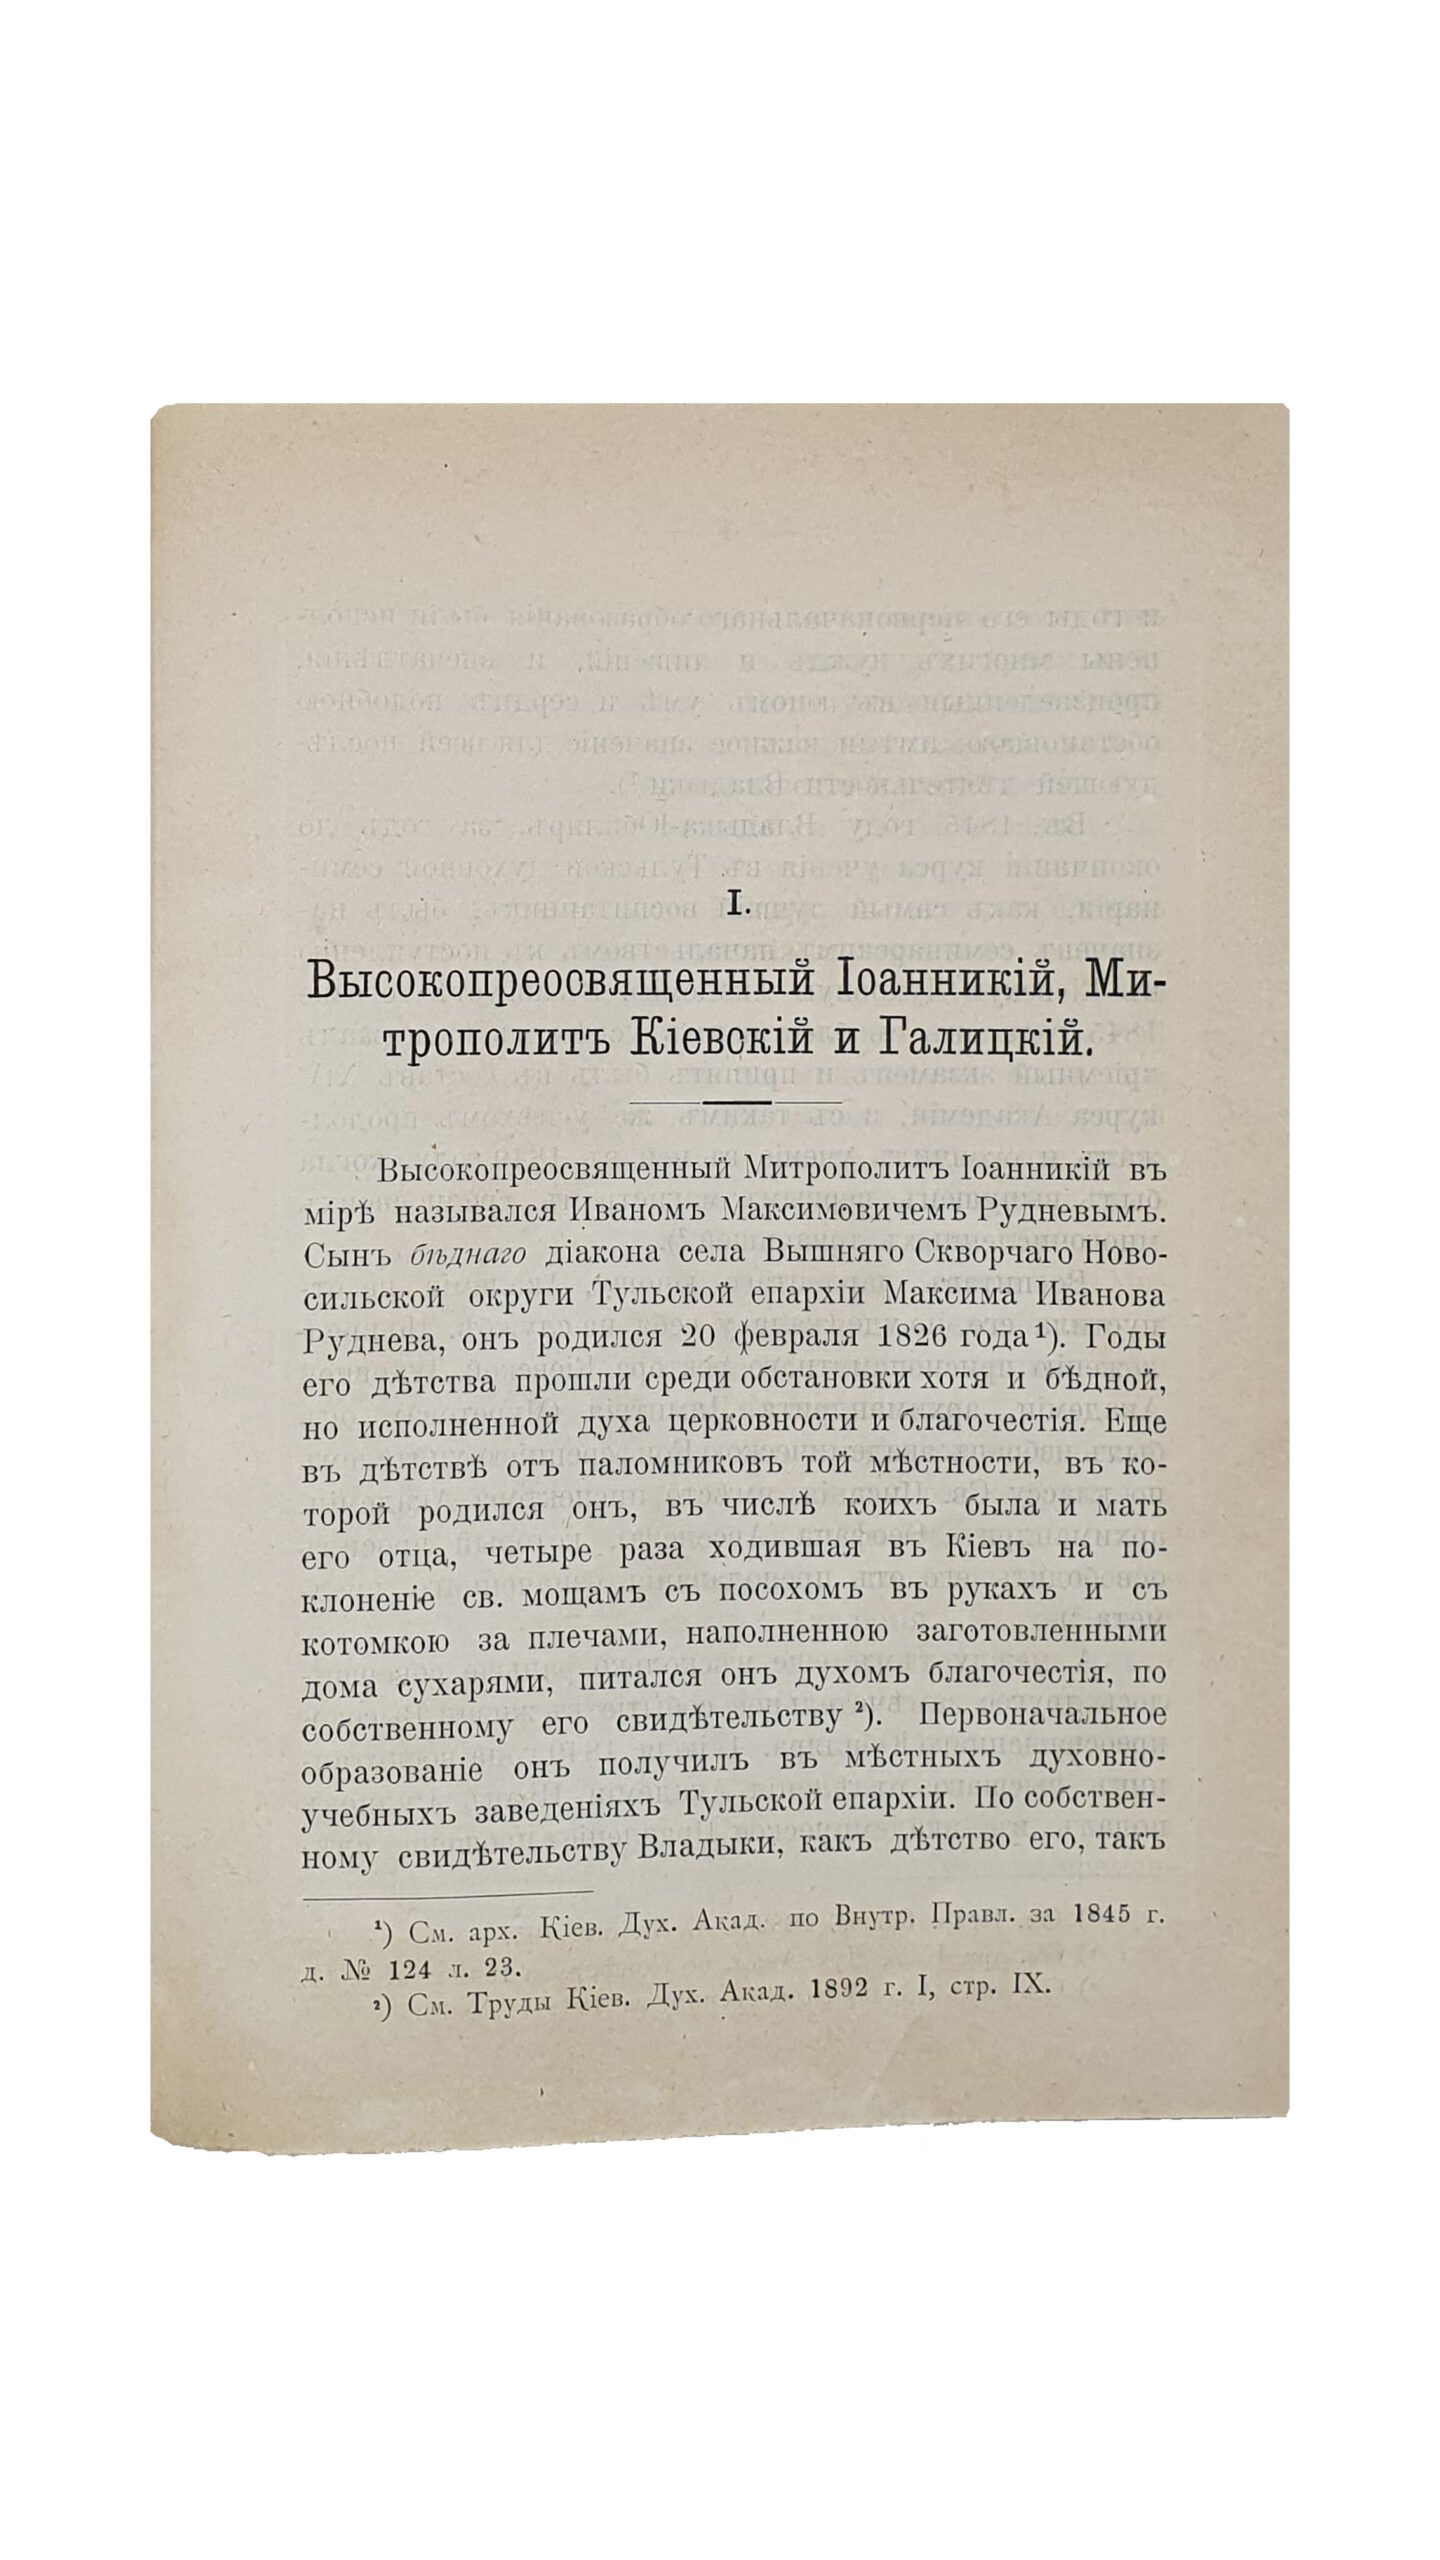 I.
Высокопреосвященный Іоанникій, Ми-
трополитъ Кіевскій и Галицкій.
Высокопреосвященный Митрополитъ Іоанникій въ
мірѣ назывался Иваномъ Максимовичемъ Рудневымъ.
Сынъ бѣднаго діакона села Вышняго Скворчаго Ново-
сильской округи Тульской епархіи Максима Иванова
Руднева, онъ родился 20 февраля 1826 года¹). Годы
его дѣтства прошли среди обстановки хотя и бѣдной,
но исполненной духа церковности и благочестія. Еще
въ дѣтствѣ отъ паломниковъ той мѣстности, въ ко-
торой родился онъ, въ числѣ коихъ была и мать
его отца, четыре раза ходившая въ Кіевъ на по-
клоненіе св. мощамъ съ посохомъ въ рукахъ и съ
котомкою за плечами, наполненною заготовленными
дома сухарями, питался онъ духомъ благочестія, по
собственному его свидѣтельству²). Первоначальное
образованіе онъ получилъ въ мѣстныхъ духовно-
учебныхъ заведеніяхъ Тульской епархіи. По собствен-
ному свидѣтельству Владыки, какъ дѣтство его, такъ
¹) См. арх. Кіев. Дух. Акад. по Внутр. Правл. за 1845 г.
д. № 124 л. 23.
²) См. Труды Кіев. Дух. Акад. 1892 г. I, стр. IX.